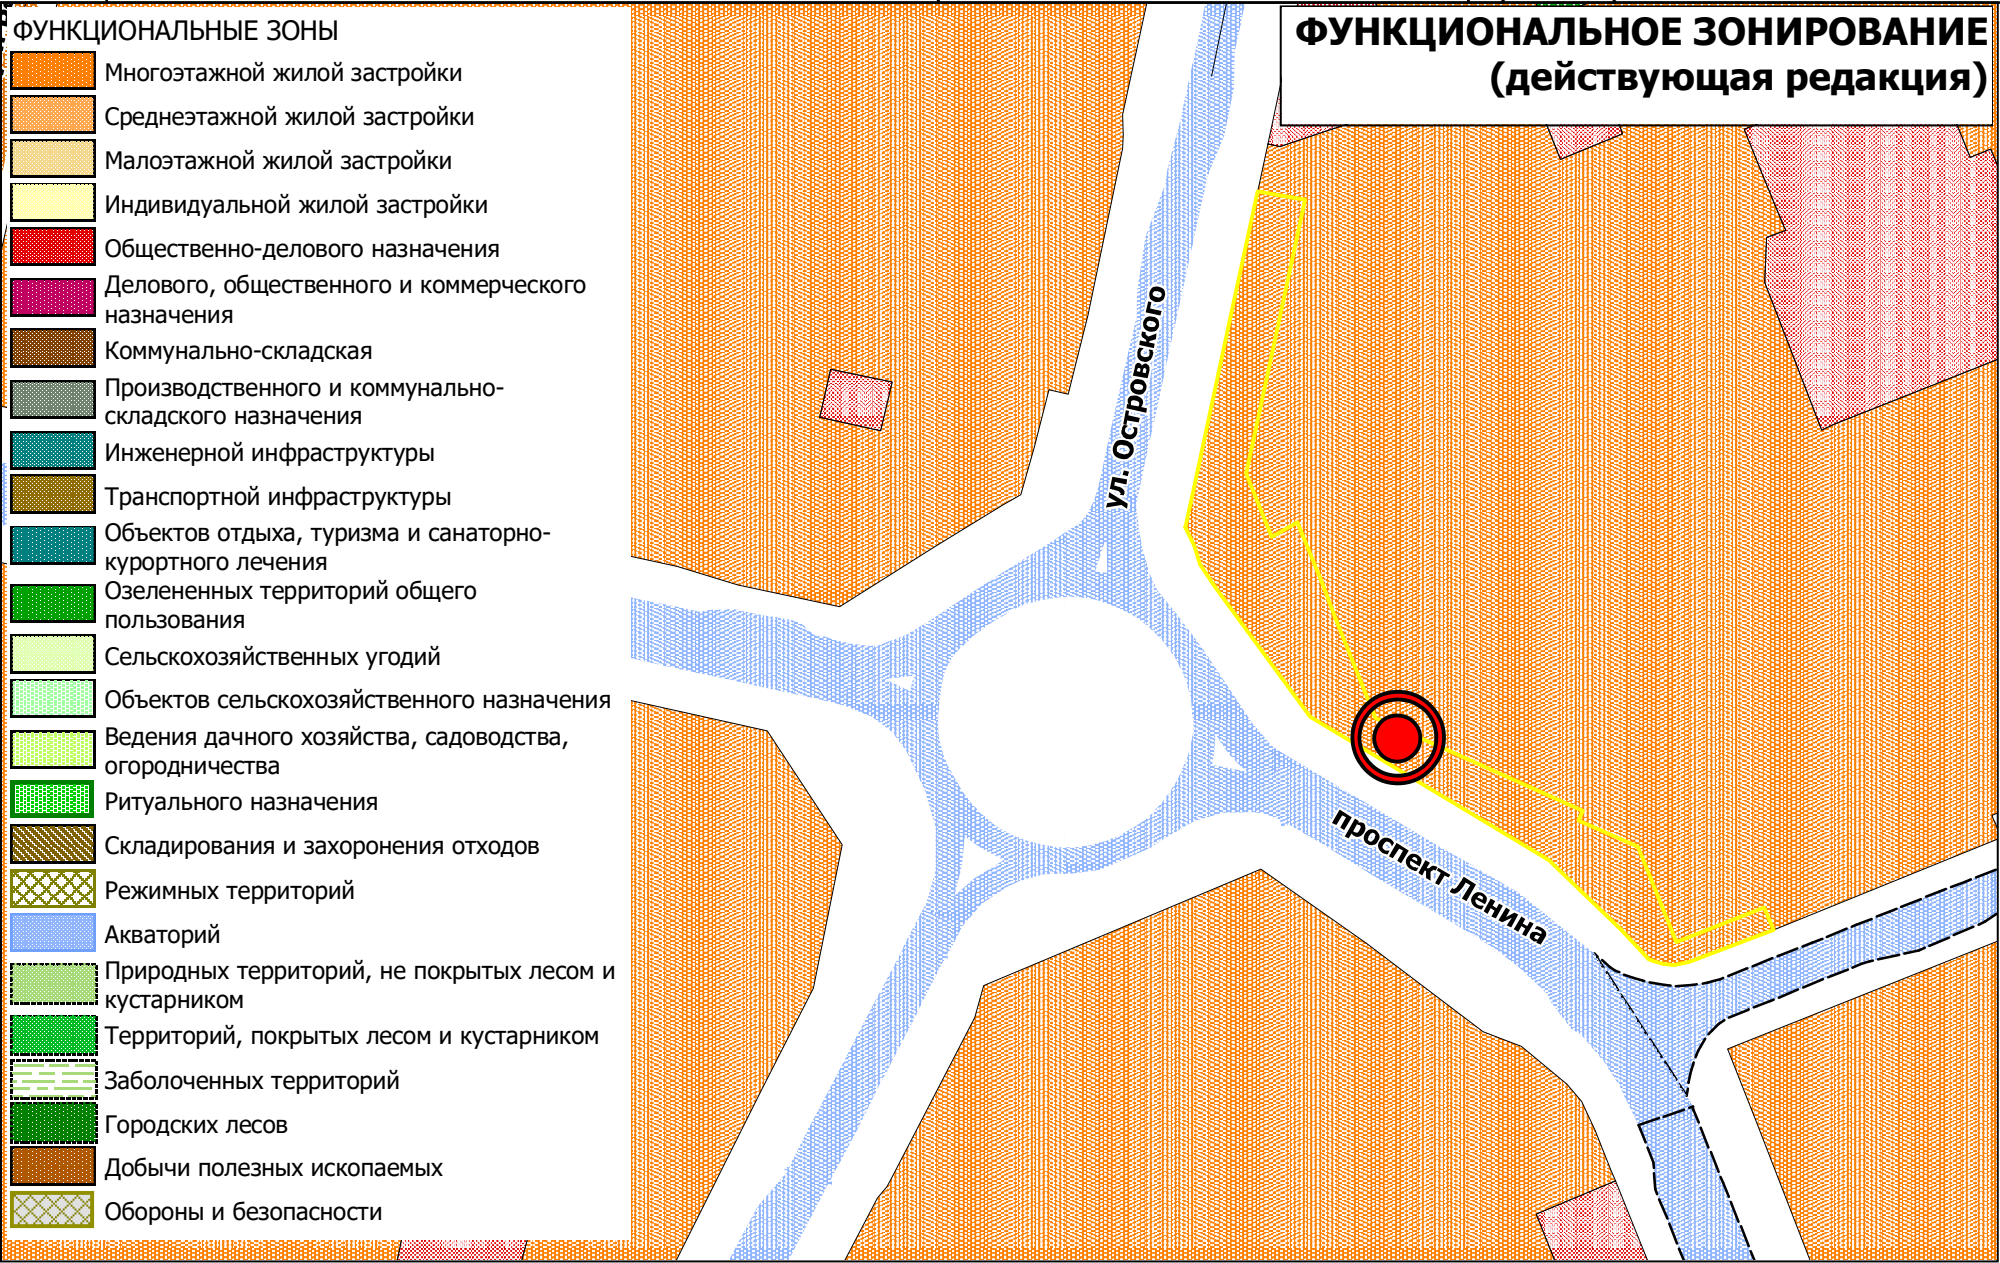 ФУНКЦИОНАЛЬНЫЕ ЗОНЫ
Многоэтажной жилой застройки
Среднеэтажной жилой застройки
Малоэтажной жилой застройки
Индивидуальной жилой застройки
Общественно-делового назначения
Делового, общественного и коммерческого
назначения
Коммунально-складская
Производственного и коммунально-
складского назначения
Инженерной инфраструктуры
Транспортной инфраструктуры
Объектов отдыха, туризма и санаторно-
курортного лечения
Озелененных территорий общего
пользования
Сельскохозяйственных угодий
Объектов сельскохозяйственного назначения
Ведения дачного хозяйства, садоводства,
огородничества
Ритуального назначения
Складирования и захоронения отходов
Режимных территорий
Акваторий
Природных территорий, не покрытых лесом и
кустарником
Территорий, покрытых лесом и кустарником
Заболоченных территорий
Городских лесов
Добычи полезных ископаемых
Обороны и безопасности
ФУНКЦИОНАЛЬНОЕ ЗОНИРОВАНИЕ
(действующая редакция)
ул. Островского
проспект Ленина